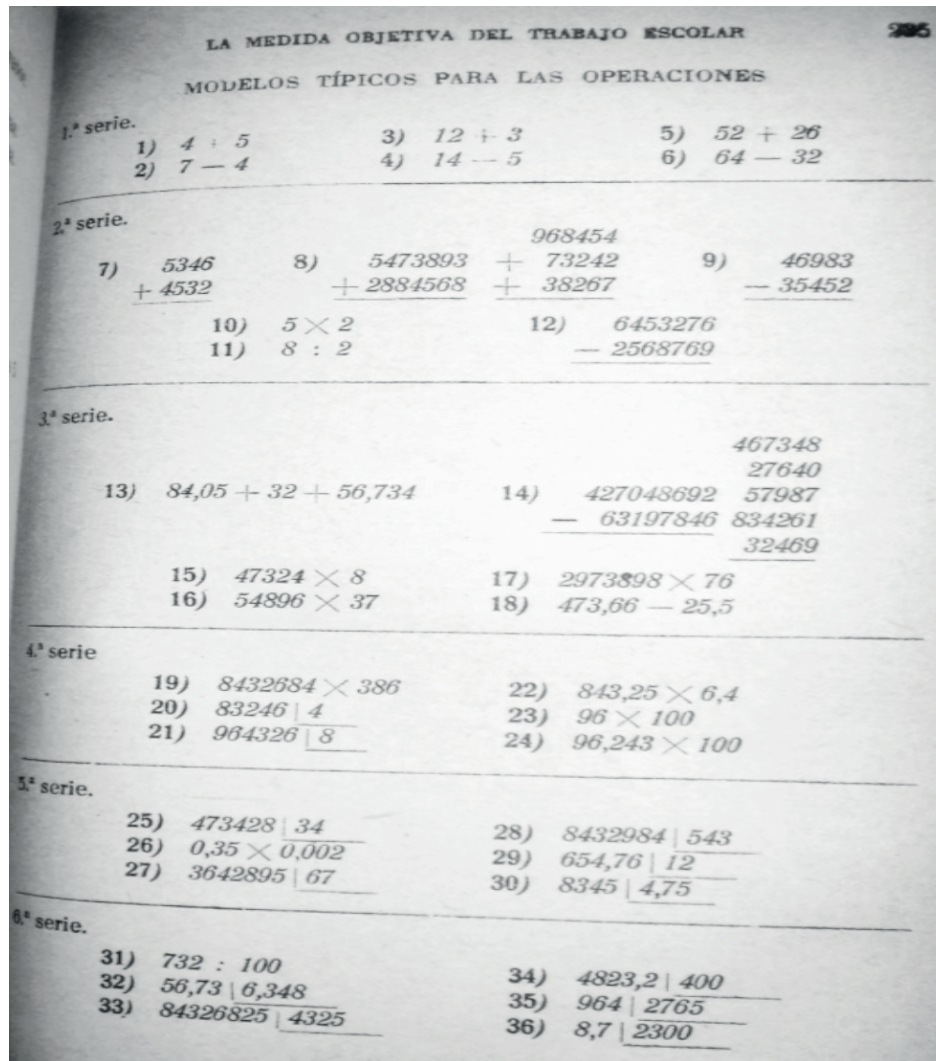 LA MEDIDA OBJETIVA DEL TRABAJO ESCOLAR
MODELOS TÍPICOS PARA LAS OPERACIONES
1.ª serie.
1) 4 + 5 3) 12 + 3 5) 52 + 26
2) 7 — 4 4) 14 — 5 6) 64 — 32
2.ª serie.
968454
7) 5346 8) 5473893 + 73242 9) 46983
+ 4532 + 2884568 + 38267 — 35452
10) 5 × 2 12) 6453276
11) 8 : 2 — 2568769
3.ª serie.
467348
27640
13) 84,05 + 32 + 56,734 14) 427048692 57987
— 63197846 834261
32469
15) 47324 × 8 17) 2973898 × 76
16) 54896 × 37 18) 473,66 — 25,5
4.ª serie
19) 8432684 × 386 22) 843,25 × 6,4
20) 83246 | 4 23) 96 × 100
21) 964326 | 8 24) 96,243 × 100
5.ª serie.
25) 473428 | 34 28) 8432984 | 543
26) 0,35 × 0,002 29) 654,76 | 12
27) 3642895 | 67 30) 8345 | 4,75
6.ª serie.
31) 732 : 100 34) 4823,2 | 400
32) 56,73 | 6,348 35) 964 | 2765
33) 84326825 | 4325 36) 8,7 | 2300